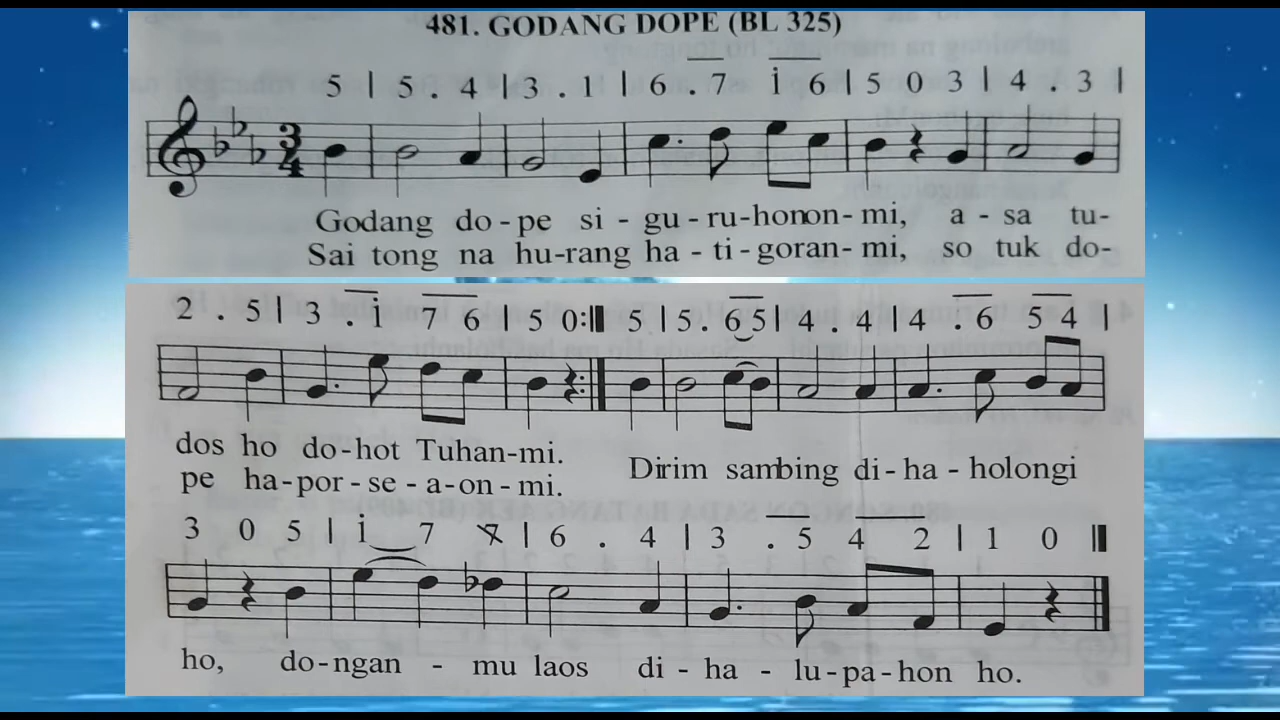 481. GODANG DOPE (BL 325)
5 | 5 . 4 | 3 . 1 | 6 . 7 i 6 | 5 0 3 | 4 . 3 |
3
4
Godang do - pe si - gu - ru-honon- mi, a - sa tu-
Sai tong na hu-rang ha - ti - goran- mi, so tuk do-
2 . 5 | 3 . i 7 6 | 5 0 :|| 5 | 5 . 6 5 | 4 . 4 | 4 . 6 5 4 |
dos ho do-hot Tuhan-mi. Dirim sambing di-ha - holongi
pe ha-por-se - a-on-mi.
3 0 5 | i 7 7 | 6 . 4 | 3 . 5 4 2 | 1 0 ||
ho, do-ngan - mu laos di - ha - lu-pa-hon ho.